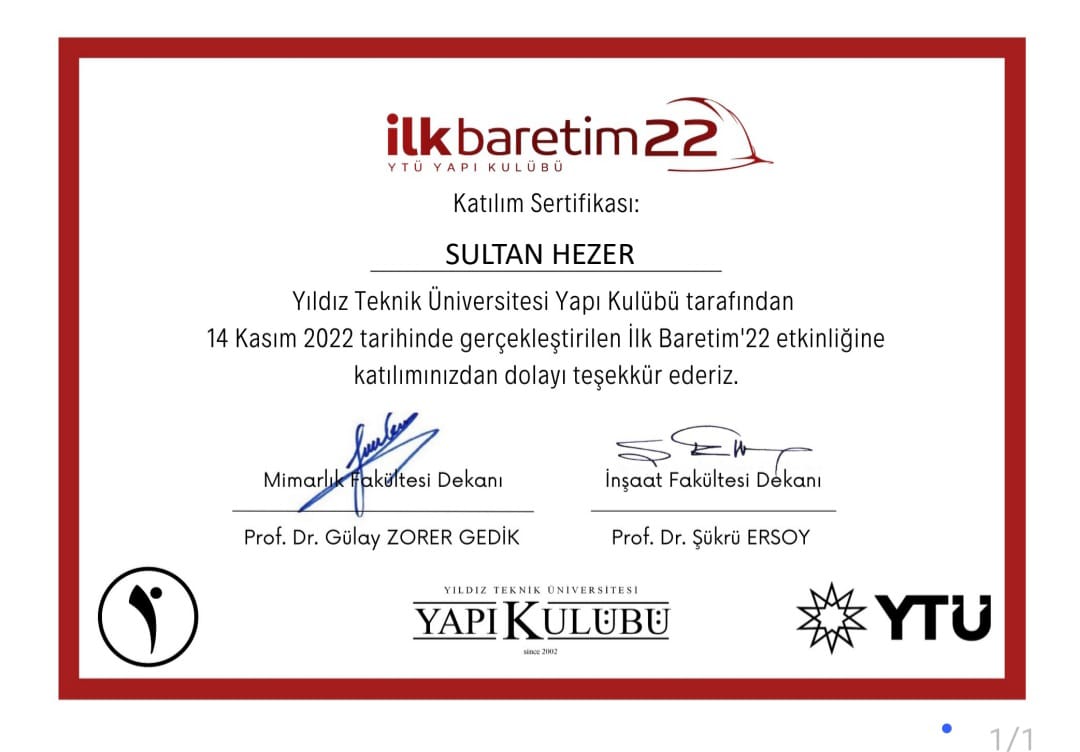 ilkbaretim22
YTÜ YAPI KULÜBÜ
Katılım Sertifikası:
SULTAN HEZER
Yıldız Teknik Üniversitesi Yapı Kulübü tarafından
14 Kasım 2022 tarihinde gerçekleştirilen İlk Baretim'22 etkinliğine
katılımınızdan dolayı teşekkür ederiz.
Mimarlık Fakültesi Dekanı
Prof. Dr. Gülay ZORER GEDİK
İnşaat Fakültesi Dekanı
Prof. Dr. Şükrü ERSOY
YILDIZ TEKNİK ÜNİVERSİTESİ
YAPI KULÜBÜ
since 2002
YTÜ
1/1